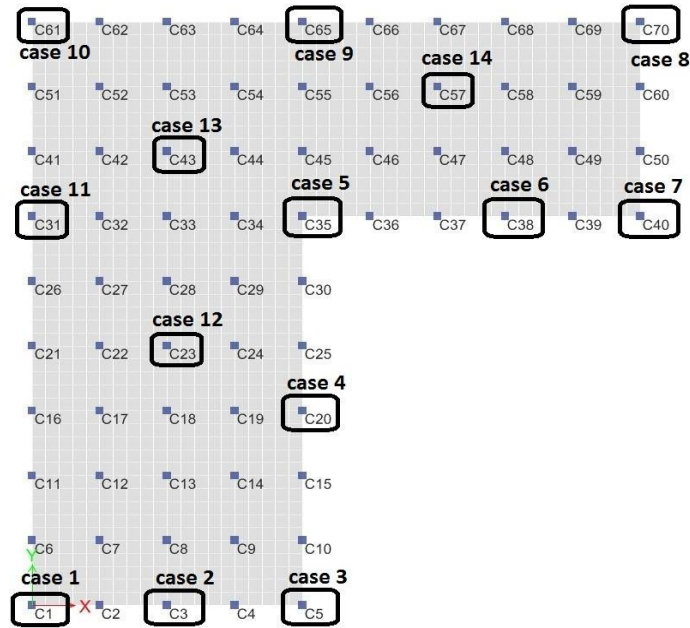 C61 C62 C63 C64 C65 C66 C67 C68 C69 C70
case 10 case 9 case 14 case 8
C51 C52 C53 C54 C55 C56 C57 C58 C59 C60
case 13
C41 C42 C43 C44 C45 C46 C47 C48 C49 C50
case 11 case 5 case 6 case 7
C31 C32 C33 C34 C35 C36 C37 C38 C39 C40
C26 C27 C28 C29 C30
case 12
C21 C22 C23 C24 C25
case 4
C16 C17 C18 C19 C20
C11 C12 C13 C14 C15
C6 C7 C8 C9 C10
Y
case 1 case 2 case 3
C1 X C2 C3 C4 C5